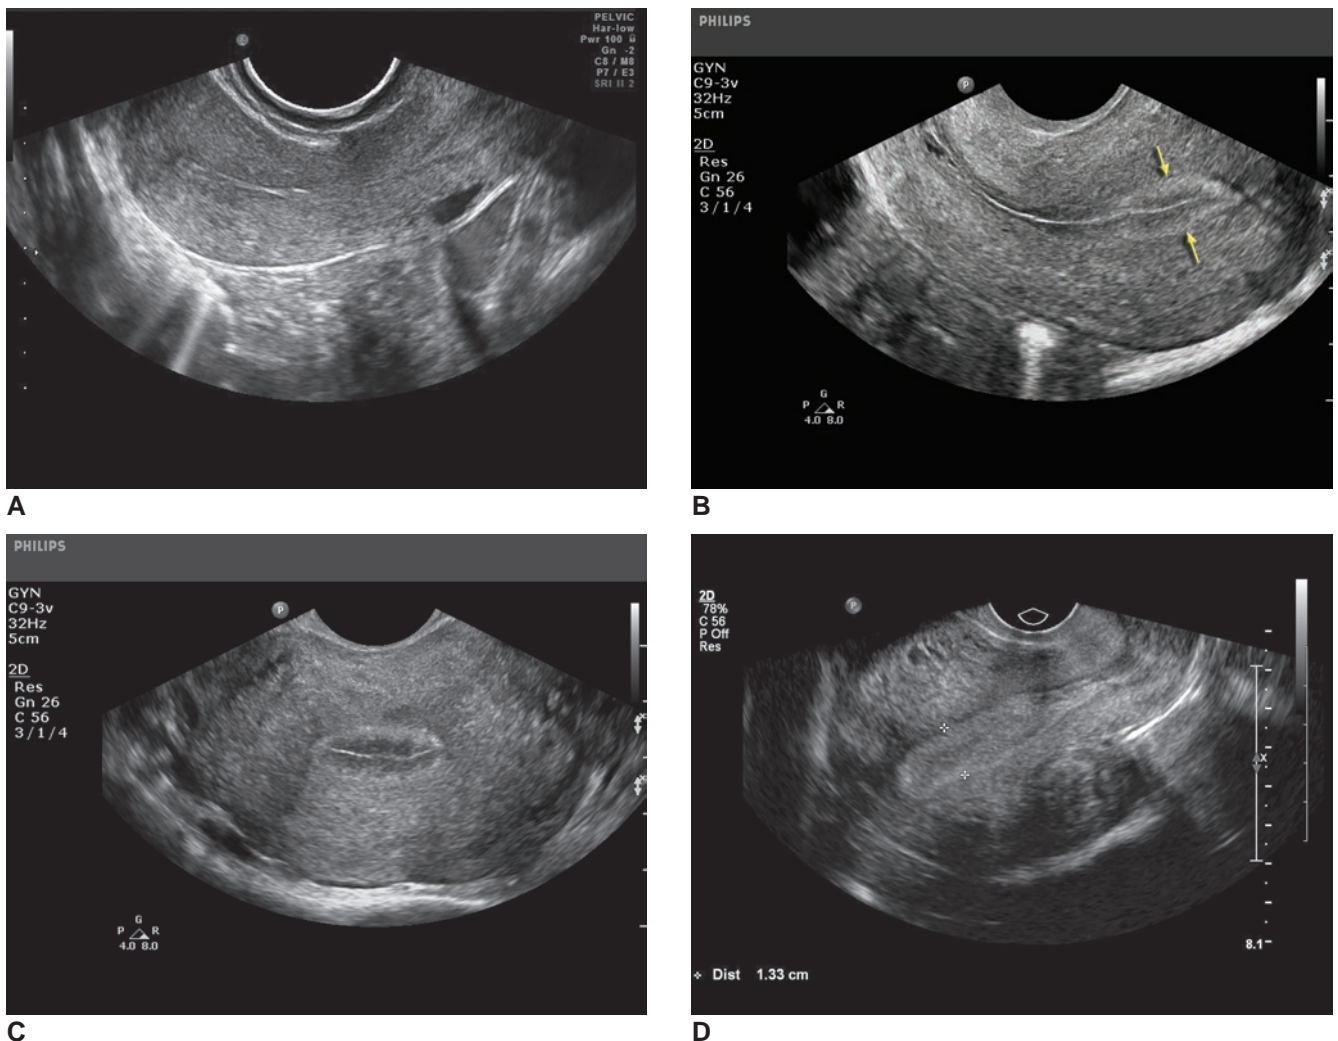 PELVIC
Har-low
Pwr 100
Gn -2
C8 / M8
P7 / E3
SRI II 2
A
PHILIPS
P
GYN
C9-3v
32Hz
5cm
2D
Res
Gn 26
C 56
3 / 1 / 4
G
P R
4.0 8.0
B
PHILIPS
P
GYN
C9-3v
32Hz
5cm
2D
Res
Gn 26
C 56
3 / 1 / 4
G
P R
4.0 8.0
C
P
2D
78%
C 56
P Off
Res
X
8.1
Dist 1.33 cm
D